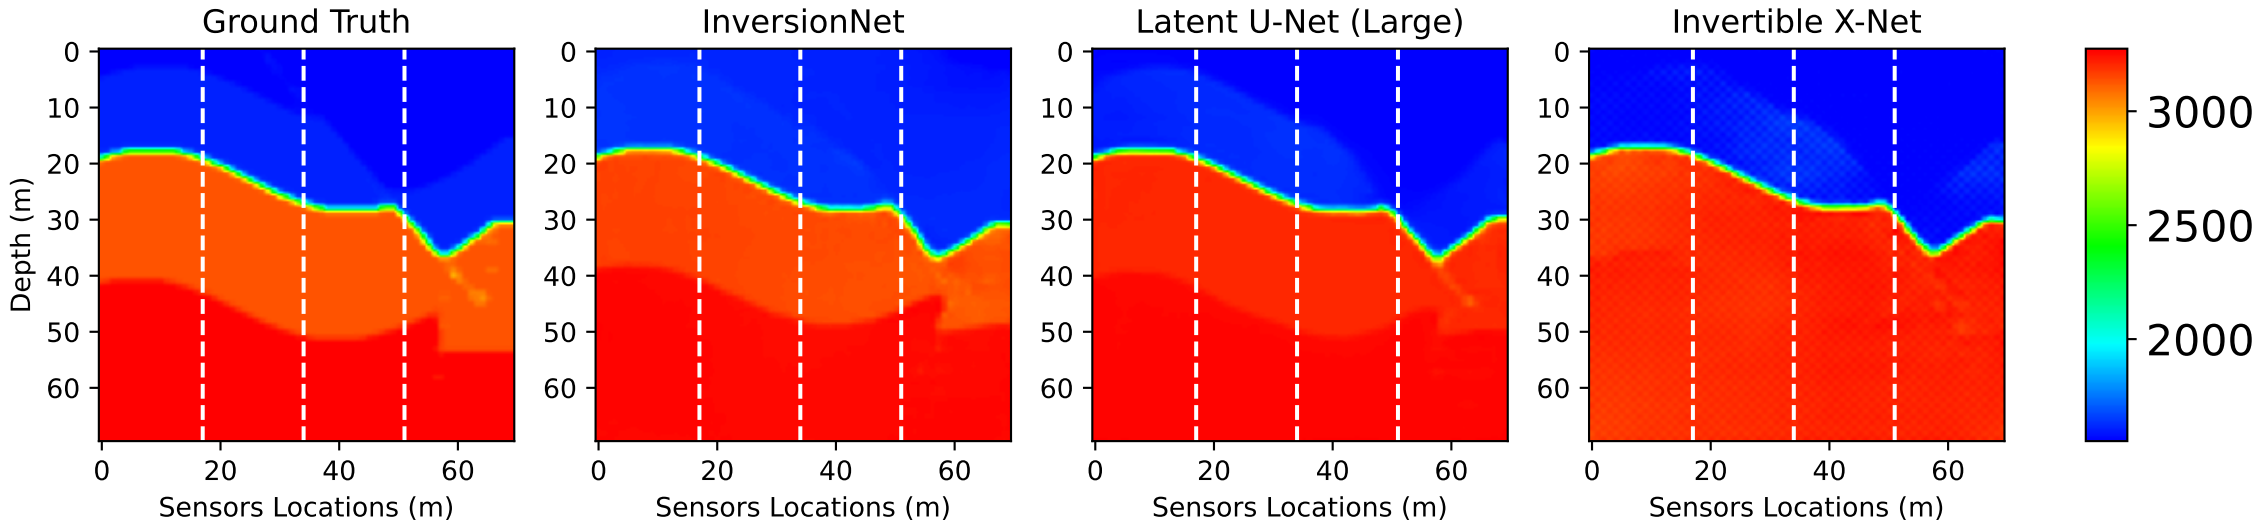 Ground Truth
InversionNet
Latent U-Net (Large)
Invertible X-Net
Depth (m)
0
10
20
30
40
50
60
0
10
20
30
40
50
60
0
10
20
30
40
50
60
0
10
20
30
40
50
60
0 20 40 60
0 20 40 60
0 20 40 60
0 20 40 60
Sensors Locations (m)
Sensors Locations (m)
Sensors Locations (m)
Sensors Locations (m)
3000
2500
2000